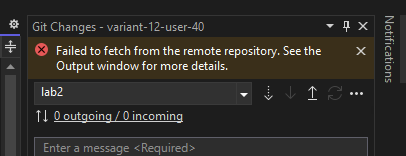 Git Changes - variant-12-user-40
Failed to fetch from the remote repository. See the
Output window for more details.
lab2
0 outgoing / 0 incoming
Enter a message <Required>
Notifications